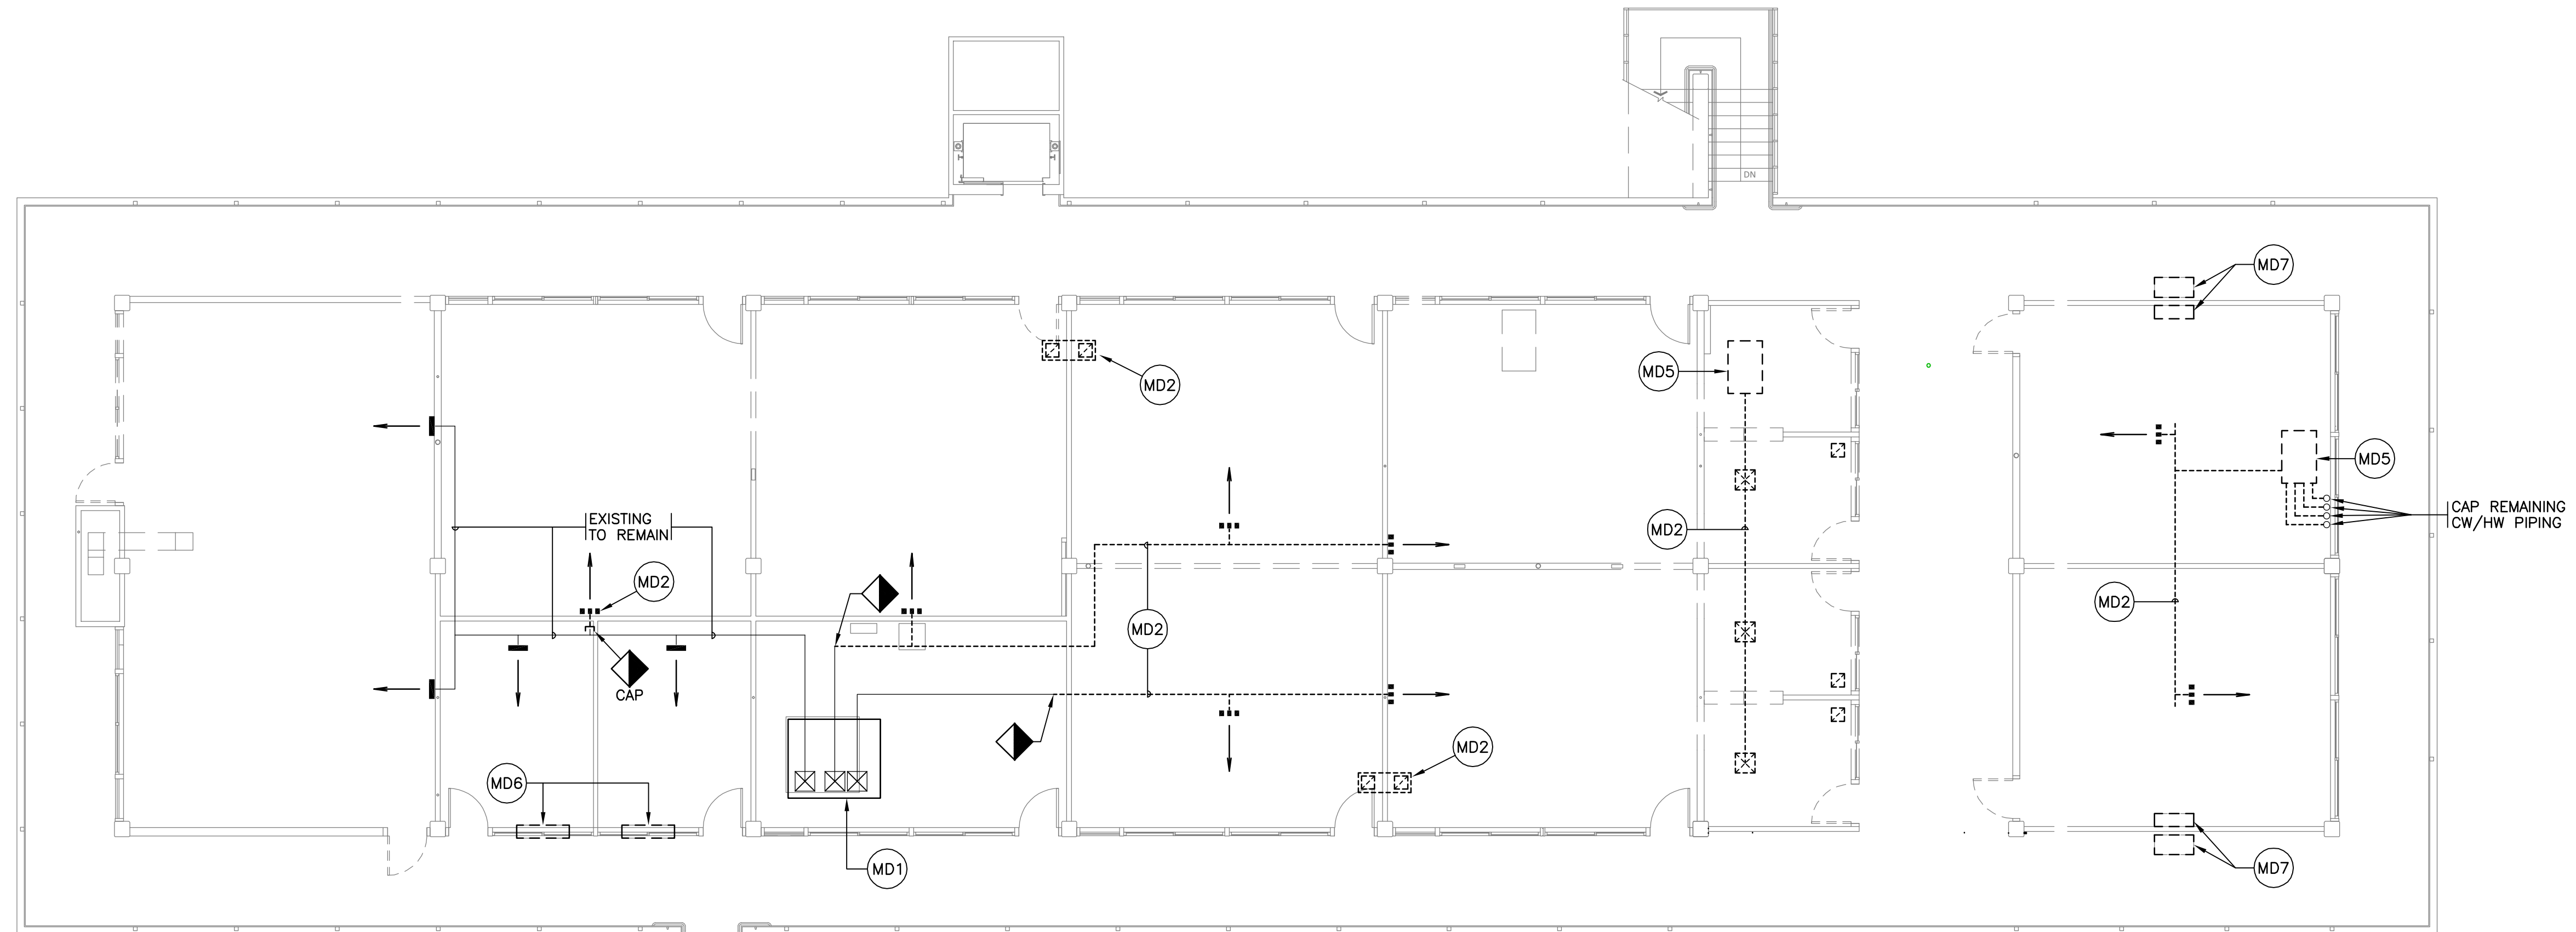 DN
MD7
MD2
MD5
MD5
CAP REMAINING
CW/HW PIPING
EXISTING
TO REMAIN
MD2
MD2
MD2
MD2
CAP
MD2
MD6
MD1
MD7